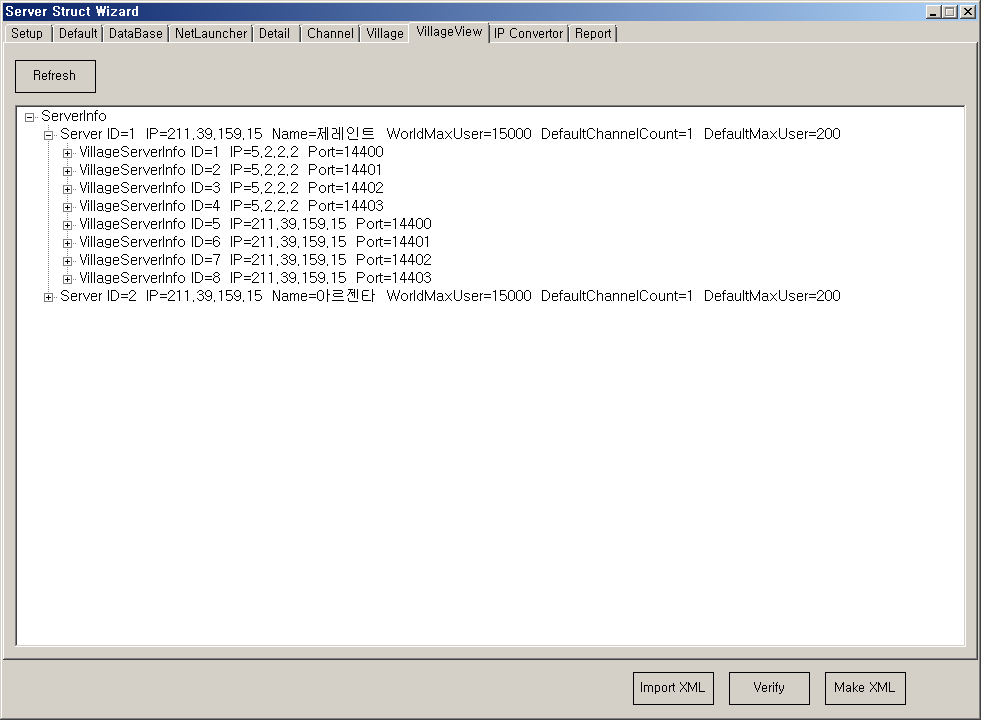 Server Struct Wizard
Setup Default DataBase NetLauncher Detail Channel Village VillageView IP Convertor Report
Refresh
ServerInfo
Server ID=1 IP=211.39.159.15 Name=제레인트 WorldMaxUser=15000 DefaultChannelCount=1 DefaultMaxUser=200
VillageServerInfo ID=1 IP=5.2.2.2 Port=14400
VillageServerInfo ID=2 IP=5.2.2.2 Port=14401
VillageServerInfo ID=3 IP=5.2.2.2 Port=14402
VillageServerInfo ID=4 IP=5.2.2.2 Port=14403
VillageServerInfo ID=5 IP=211.39.159.15 Port=14400
VillageServerInfo ID=6 IP=211.39.159.15 Port=14401
VillageServerInfo ID=7 IP=211.39.159.15 Port=14402
VillageServerInfo ID=8 IP=211.39.159.15 Port=14403
Server ID=2 IP=211.39.159.15 Name=아르젠타 WorldMaxUser=15000 DefaultChannelCount=1 DefaultMaxUser=200
Import XML Verify Make XML